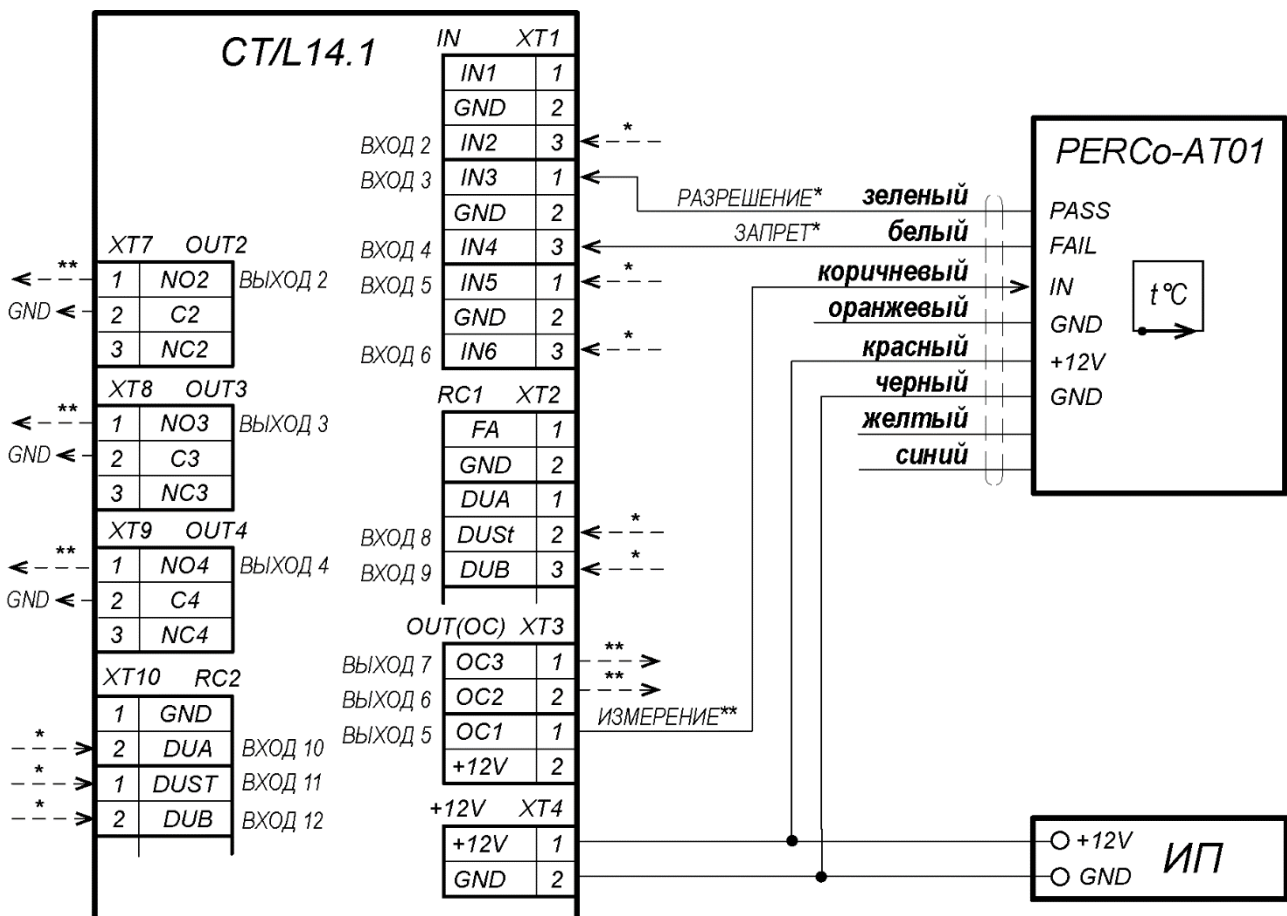 CT/L14.1
IN XT1
IN1 1
GND 2
ВХОД 2 IN2 3 *
ВХОД 3 IN3 1
GND 2
ВХОД 4 IN4 3
ВХОД 5 IN5 1 *
GND 2
ВХОД 6 IN6 3 *
RC1 XT2
FA 1
GND 2
DUA 1
ВХОД 8 DUSt 2 *
ВХОД 9 DUB 3 *
OUT(OC) XT3
ВЫХОД 7 OC3 1 **
ВЫХОД 6 OC2 2 **
ВЫХОД 5 OC1 1
+12V 2
+12V XT4
+12V 1
GND 2
XT7 OUT2
** 1 NO2 ВЫХОД 2
GND 2 C2
3 NC2
XT8 OUT3
** 1 NO3 ВЫХОД 3
GND 2 C3
3 NC3
XT9 OUT4
** 1 NO4 ВЫХОД 4
GND 2 C4
3 NC4
XT10 RC2
1 GND
* 2 DUA ВХОД 10
* 1 DUST ВХОД 11
* 2 DUB ВХОД 12
РАЗРЕШЕНИЕ*
ЗАПРЕТ*
ИЗМЕРЕНИЕ**
PERCo-AT01
зеленый PASS
белый FAIL
коричневый IN
оранжевый GND
красный +12V
черный GND
желтый
синий
t°C
+12V
GND
ИП